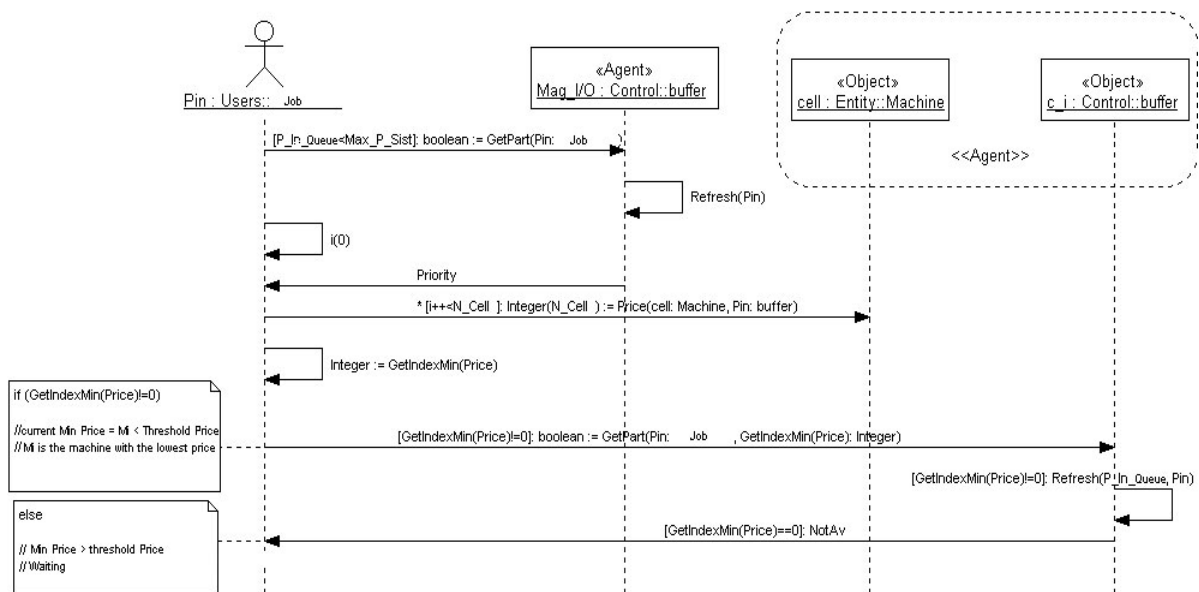 «Agent»
Mag_I/O : Control::buffer
«Object»
cell : Entity::Machine
«Object»
c_i : Control::buffer
Pin : Users:: Job
<<Agent>>
[P_In_Queue<Max_P_Sist]: boolean := GetPart(Pin: Job )
Refresh(Pin)
i(0)
Priority
* [i++<N_Cell ]: Integer(N_Cell ) := Price(cell: Machine, Pin: buffer)
Integer := GetIndexMin(Price)
if (GetIndexMin(Price)!=0)
//current Min Price = Mi < Threshold Price
//Mi is the machine with the lowest price
[GetIndexMin(Price)!=0]: boolean := GetPart(Pin: Job , GetIndexMin(Price): Integer)
[GetIndexMin(Price)!=0]: Refresh(P_In_Queue, Pin)
else
// Min Price > threshold Price
// Waiting
[GetIndexMin(Price)==0]: NotAv